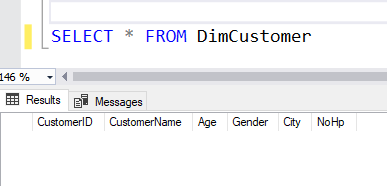 SELECT * FROM DimCustomer
146 %
Results Messages
CustomerID CustomerName Age Gender City NoHp